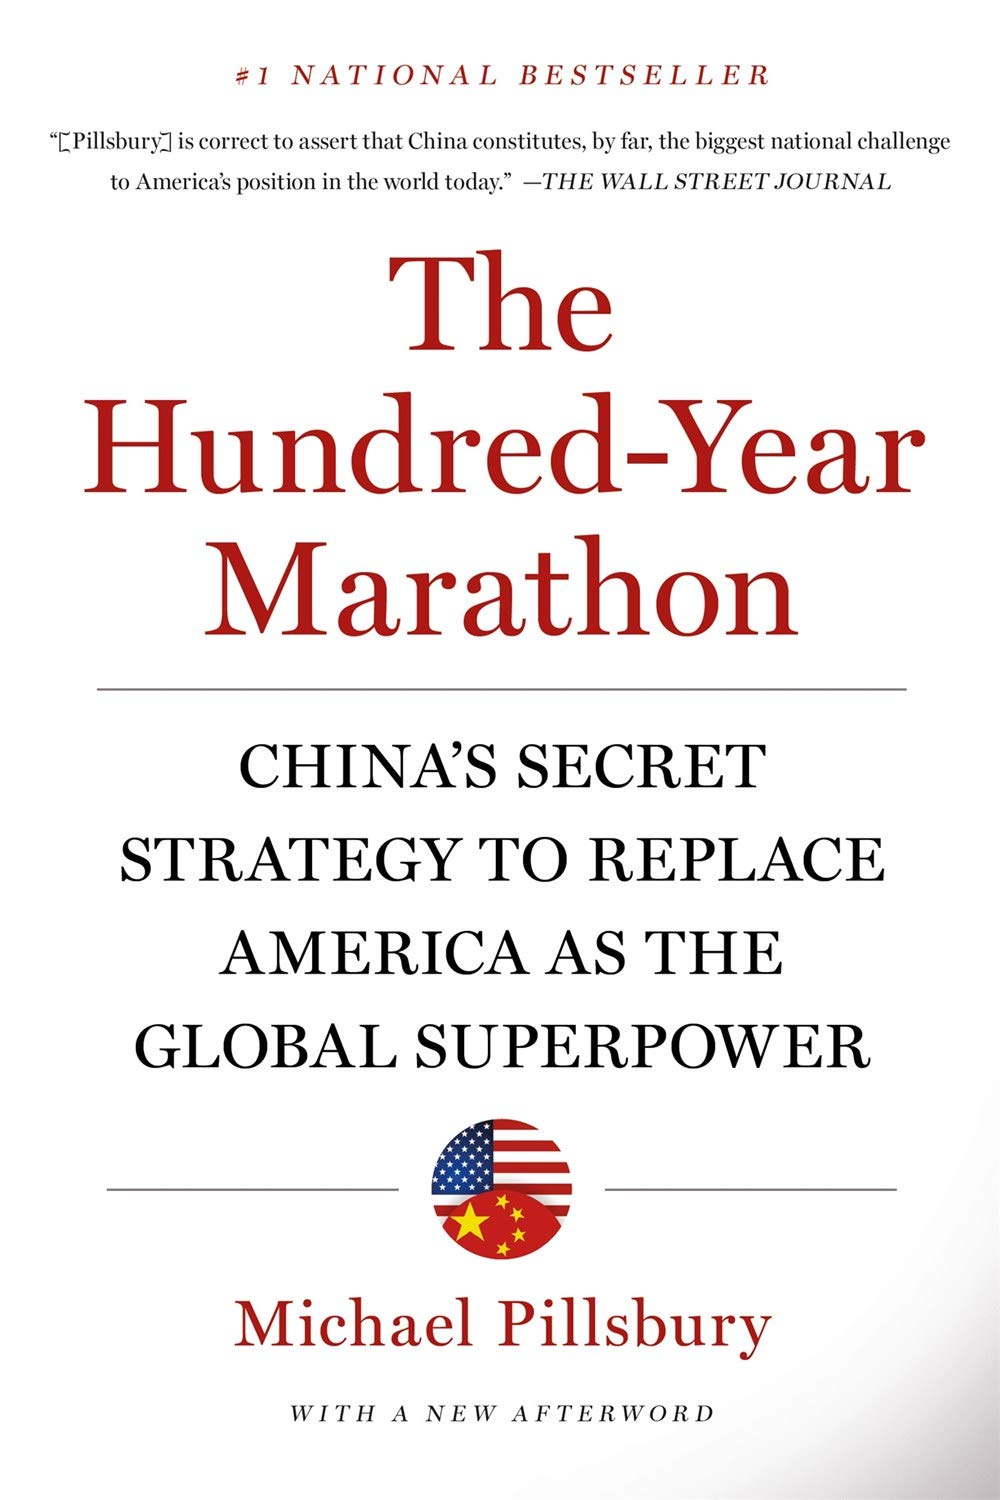 #1 NATIONAL BESTSELLER
“[Pillsbury] is correct to assert that China constitutes, by far, the biggest national challenge
to America’s position in the world today.” —THE WALL STREET JOURNAL
The
Hundred-Year
Marathon
CHINA’S SECRET
STRATEGY TO REPLACE
AMERICA AS THE
GLOBAL SUPERPOWER
Michael Pillsbury
WITH A NEW AFTERWORD